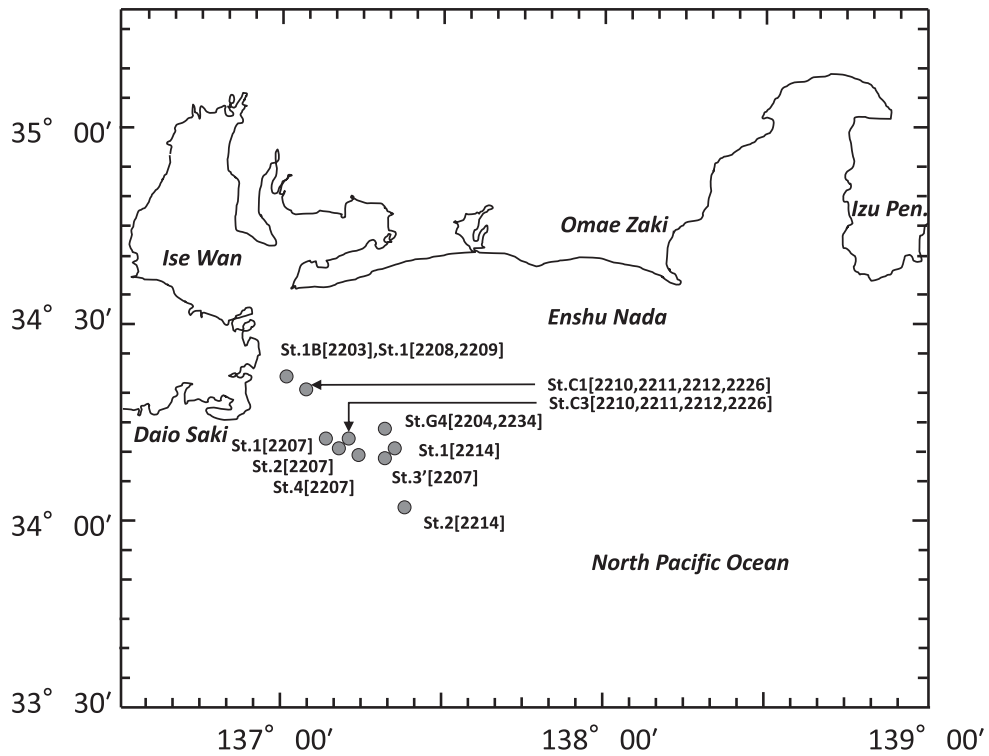 35° 00′
Izu Pen.
Omae Zaki
Ise Wan
34° 30′
Enshu Nada
St.1B[2203],St.1[2208,2209]
St.C1[2210,2211,2212,2226]
St.C3[2210,2211,2212,2226]
St.G4[2204,2234]
Daio Saki
St.1[2207]
St.1[2214]
St.2[2207]
St.3’[2207]
St.4[2207]
34° 00′
St.2[2214]
North Pacific Ocean
33° 30′
137° 00′
138° 00′
139° 00′